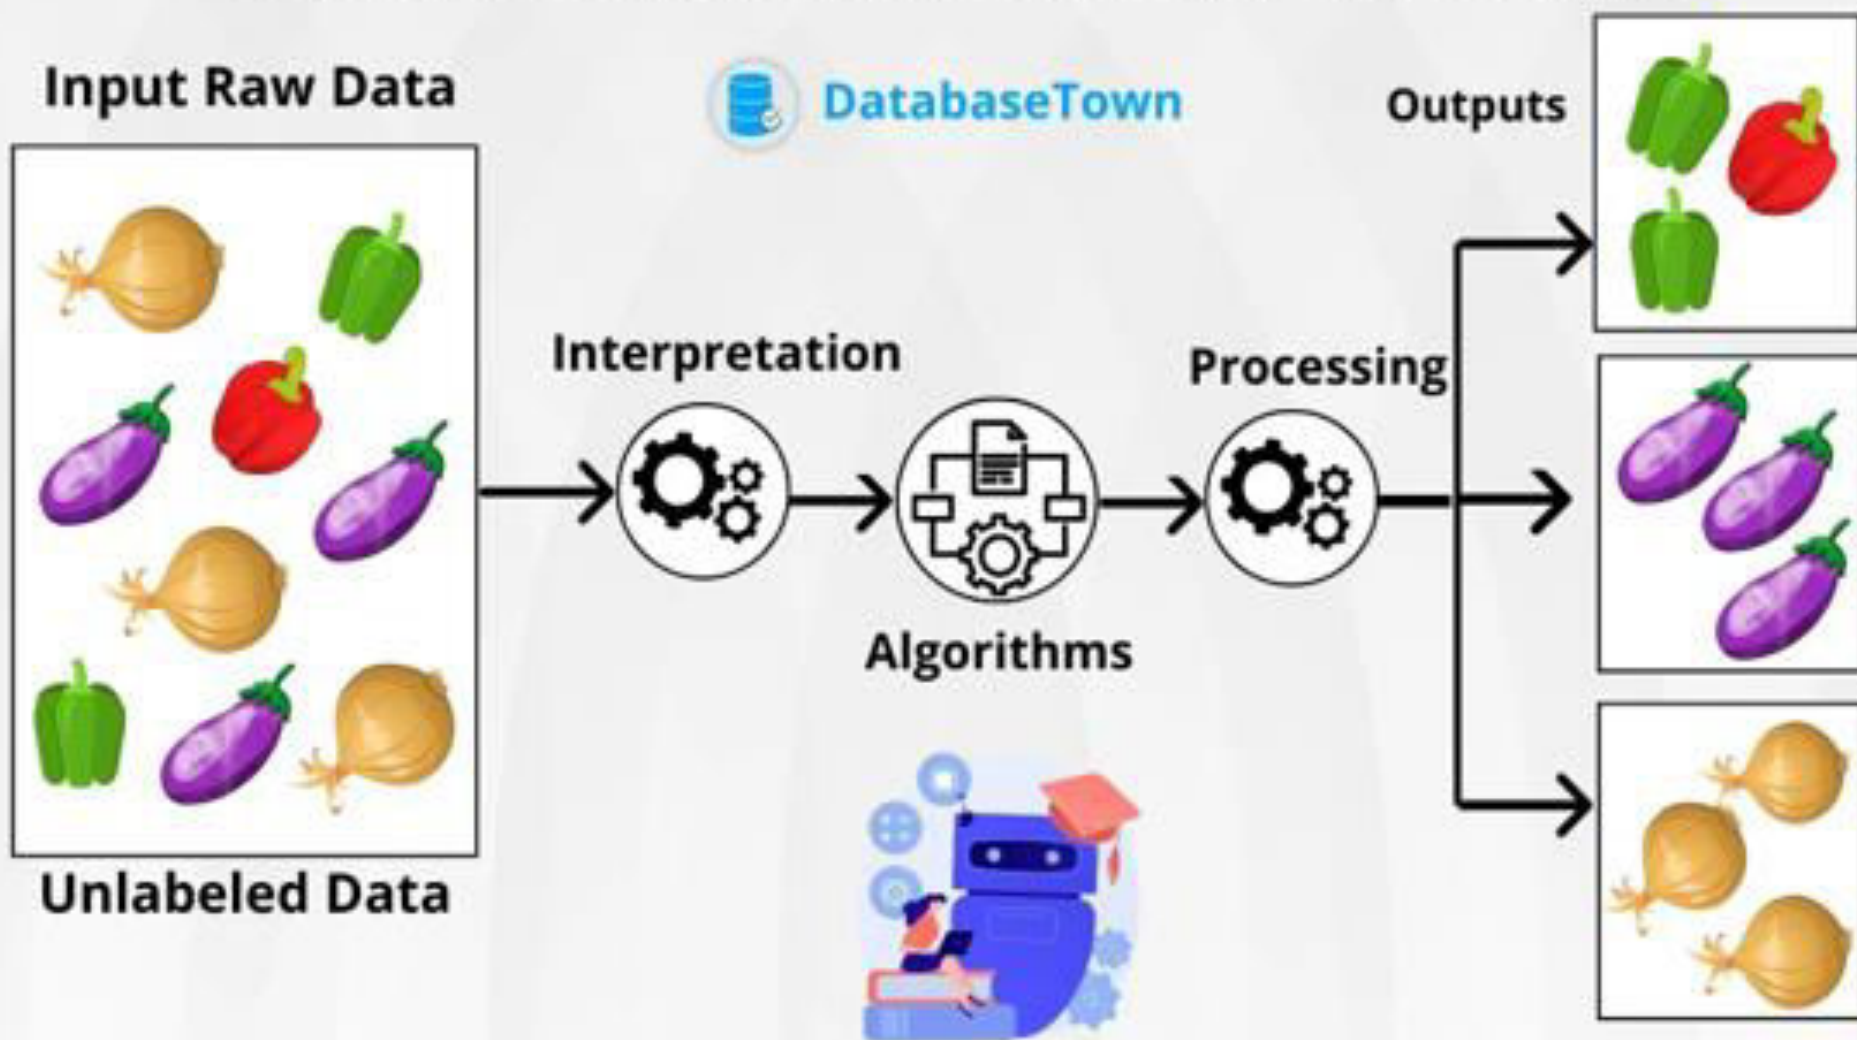 Input Raw Data
DatabaseTown
Outputs
Interpretation
Processing
Algorithms
Unlabeled Data